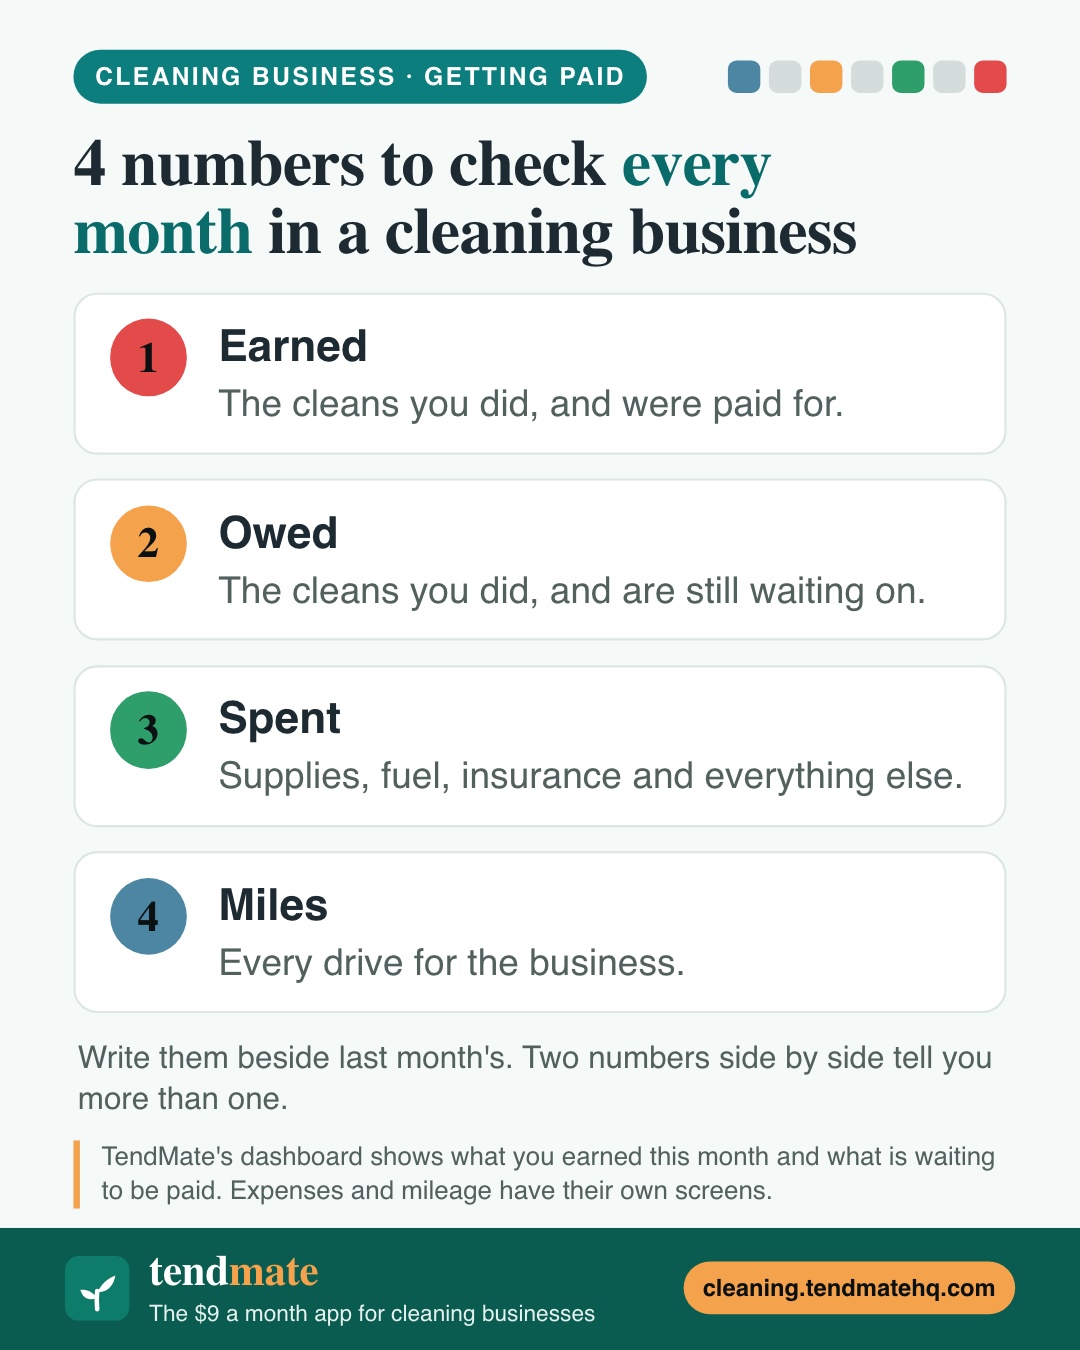 CLEANING BUSINESS · GETTING PAID
4 numbers to check every
month in a cleaning business
1
Earned
The cleans you did, and were paid for.
2
Owed
The cleans you did, and are still waiting on.
3
Spent
Supplies, fuel, insurance and everything else.
4
Miles
Every drive for the business.
Write them beside last month's. Two numbers side by side tell you
more than one.
TendMate's dashboard shows what you earned this month and what is waiting
to be paid. Expenses and mileage have their own screens.
tendmate
The $9 a month app for cleaning businesses
cleaning.tendmatehq.com